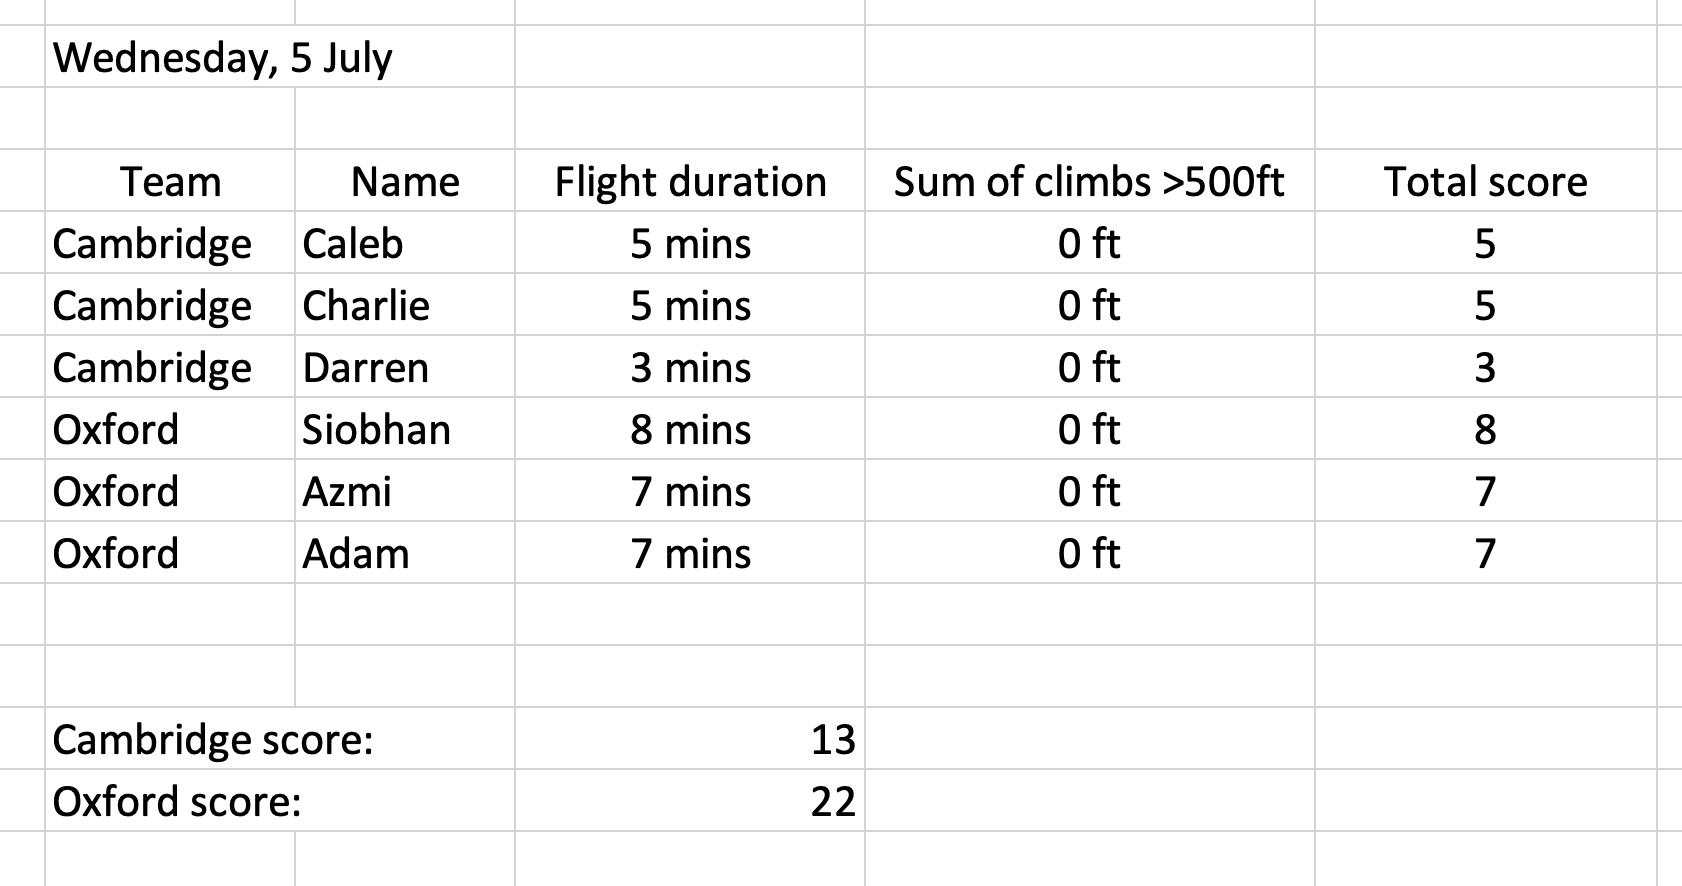 Wednesday, 5 July
Team Name Flight duration Sum of climbs >500ft Total score
Cambridge Caleb 5 mins 0 ft 5
Cambridge Charlie 5 mins 0 ft 5
Cambridge Darren 3 mins 0 ft 3
Oxford Siobhan 8 mins 0 ft 8
Oxford Azmi 7 mins 0 ft 7
Oxford Adam 7 mins 0 ft 7
Cambridge score: 13
Oxford score: 22